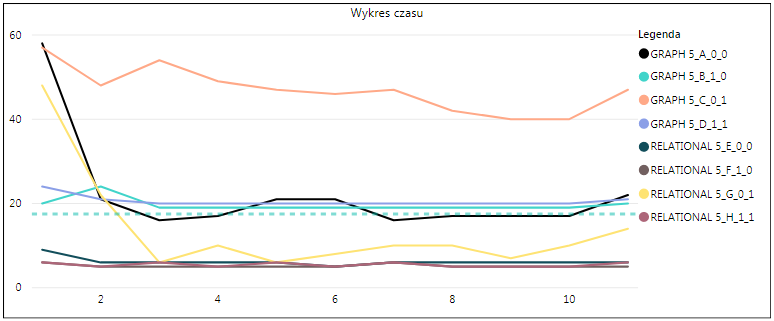 Wykres czasu
Legenda
GRAPH 5_A_0_0
GRAPH 5_B_1_0
GRAPH 5_C_0_1
GRAPH 5_D_1_1
RELATIONAL 5_E_0_0
RELATIONAL 5_F_1_0
RELATIONAL 5_G_0_1
RELATIONAL 5_H_1_1
60
40
20
0
2 4 6 8 10